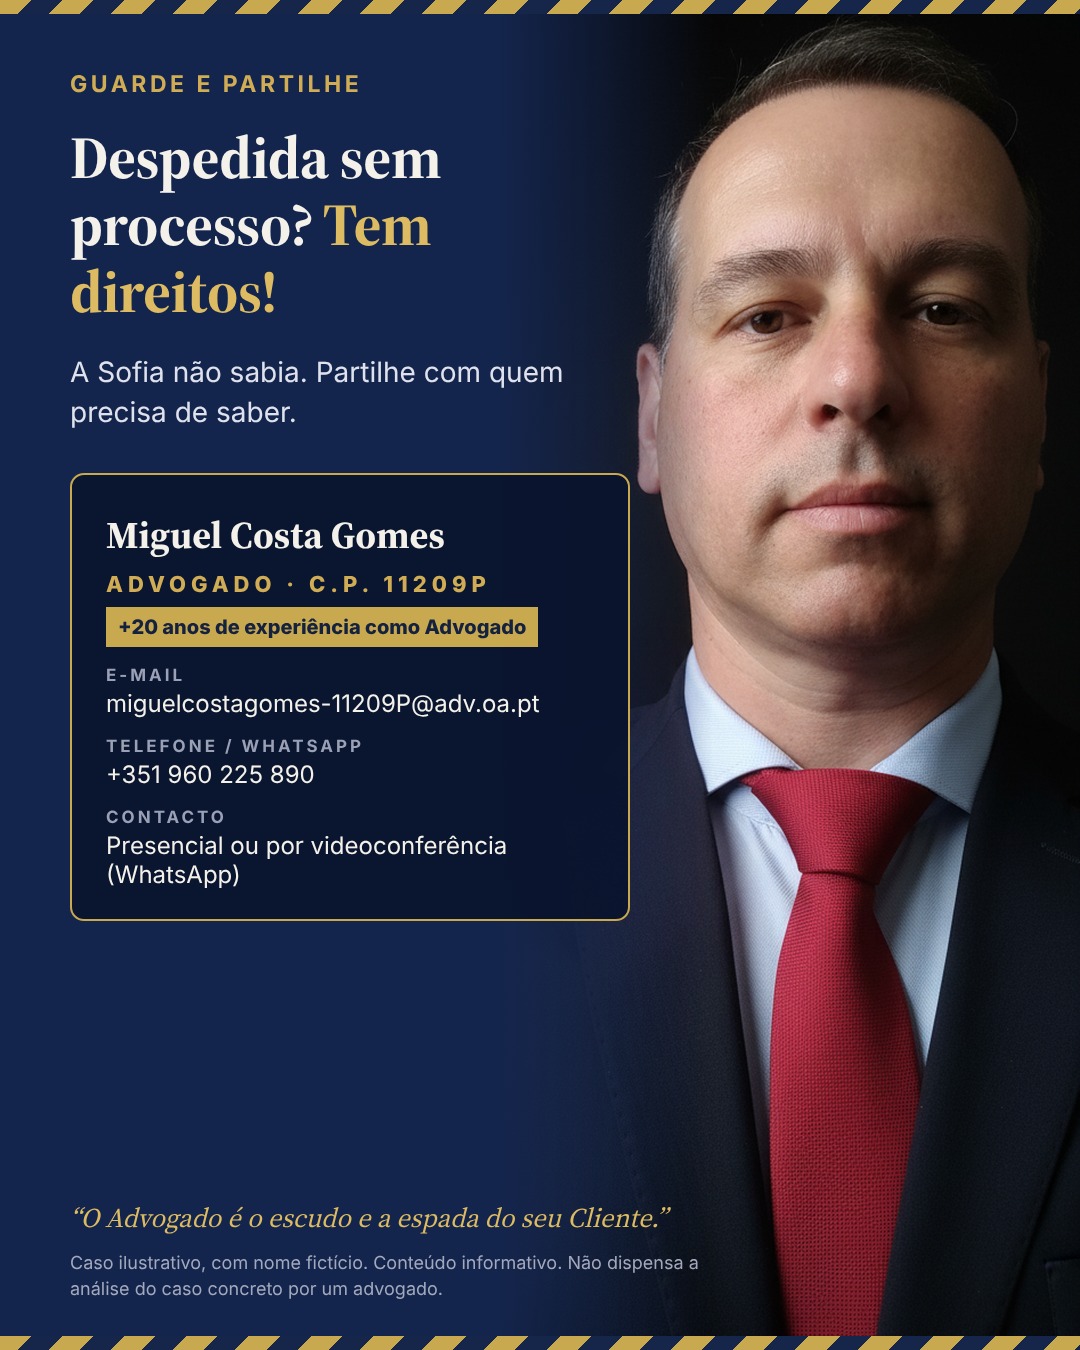 GUARDE E PARTILHE
Despedida sem
processo? Tem
direitos!
A Sofia não sabia. Partilhe com quem
precisa de saber.
Miguel Costa Gomes
ADVOGADO · C.P. 11209P
+20 anos de experiência como Advogado
E-MAIL
miguelcostagomes-11209P@adv.oa.pt
TELEFONE / WHATSAPP
+351 960 225 890
CONTACTO
Presencial ou por videoconferência
(WhatsApp)
“O Advogado é o escudo e a espada do seu Cliente.”
Caso ilustrativo, com nome fictício. Conteúdo informativo. Não dispensa a
análise do caso concreto por um advogado.